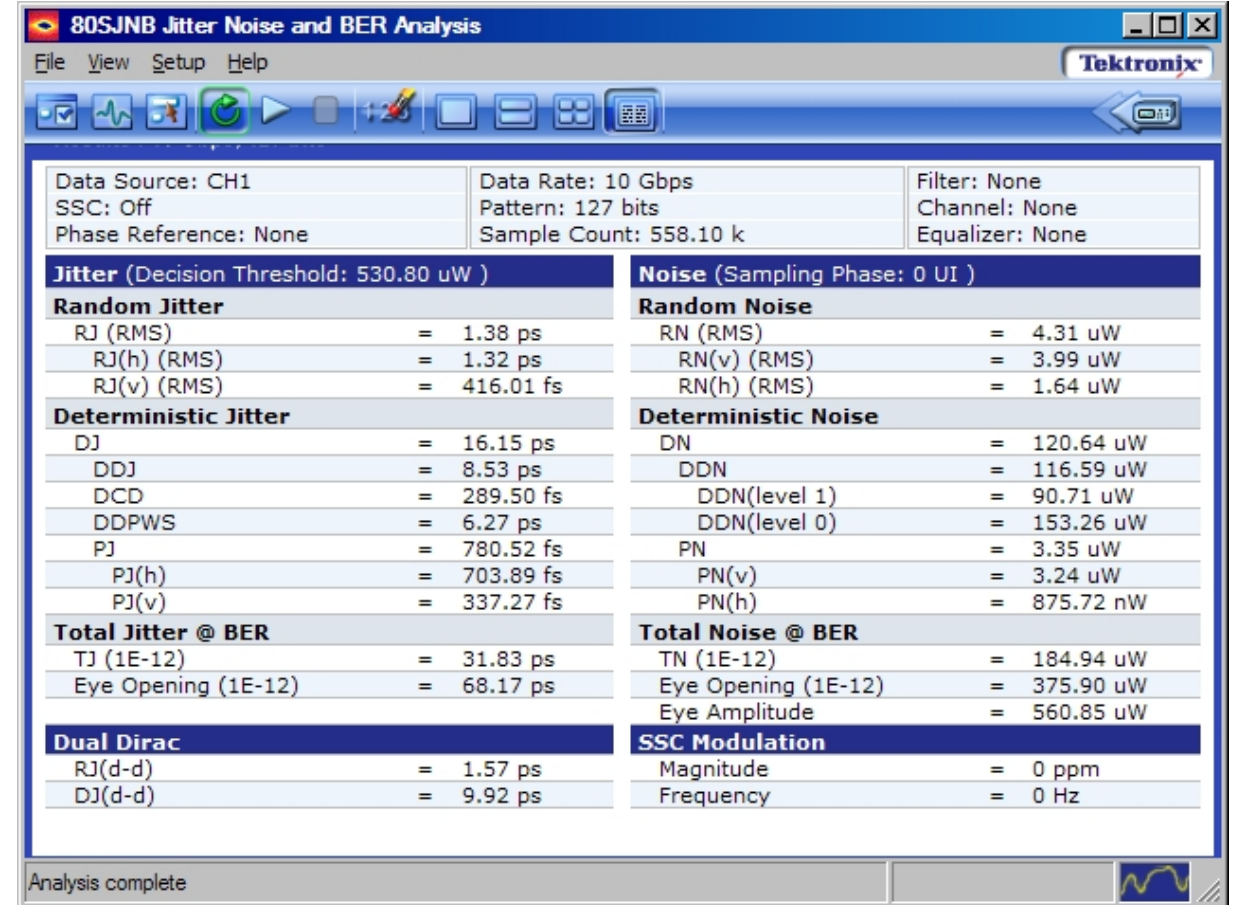 80SJNB Jitter Noise and BER Analysis
File View Setup Help
Tektronix
Data Source: CH1 Data Rate: 10 Gbps Filter: None
SSC: Off Pattern: 127 bits Channel: None
Phase Reference: None Sample Count: 558.10 k Equalizer: None
Jitter (Decision Threshold: 530.80 uW ) Noise (Sampling Phase: 0 UI )
Random Jitter Random Noise
RJ (RMS) = 1.38 ps RN (RMS) = 4.31 uW
RJ(h) (RMS) = 1.32 ps RN(v) (RMS) = 3.99 uW
RJ(v) (RMS) = 416.01 fs RN(h) (RMS) = 1.64 uW
Deterministic Jitter Deterministic Noise
DJ = 16.15 ps DN = 120.64 uW
DDJ = 8.53 ps DDN = 116.59 uW
DCD = 289.50 fs DDN(level 1) = 90.71 uW
DDPWS = 6.27 ps DDN(level 0) = 153.26 uW
PJ = 780.52 fs PN = 3.35 uW
PJ(h) = 703.89 fs PN(v) = 3.24 uW
PJ(v) = 337.27 fs PN(h) = 875.72 nW
Total Jitter @ BER Total Noise @ BER
TJ (1E-12) = 31.83 ps TN (1E-12) = 184.94 uW
Eye Opening (1E-12) = 68.17 ps Eye Opening (1E-12) = 375.90 uW
Eye Amplitude = 560.85 uW
Dual Dirac SSC Modulation
RJ(d-d) = 1.57 ps Magnitude = 0 ppm
DJ(d-d) = 9.92 ps Frequency = 0 Hz
Analysis complete